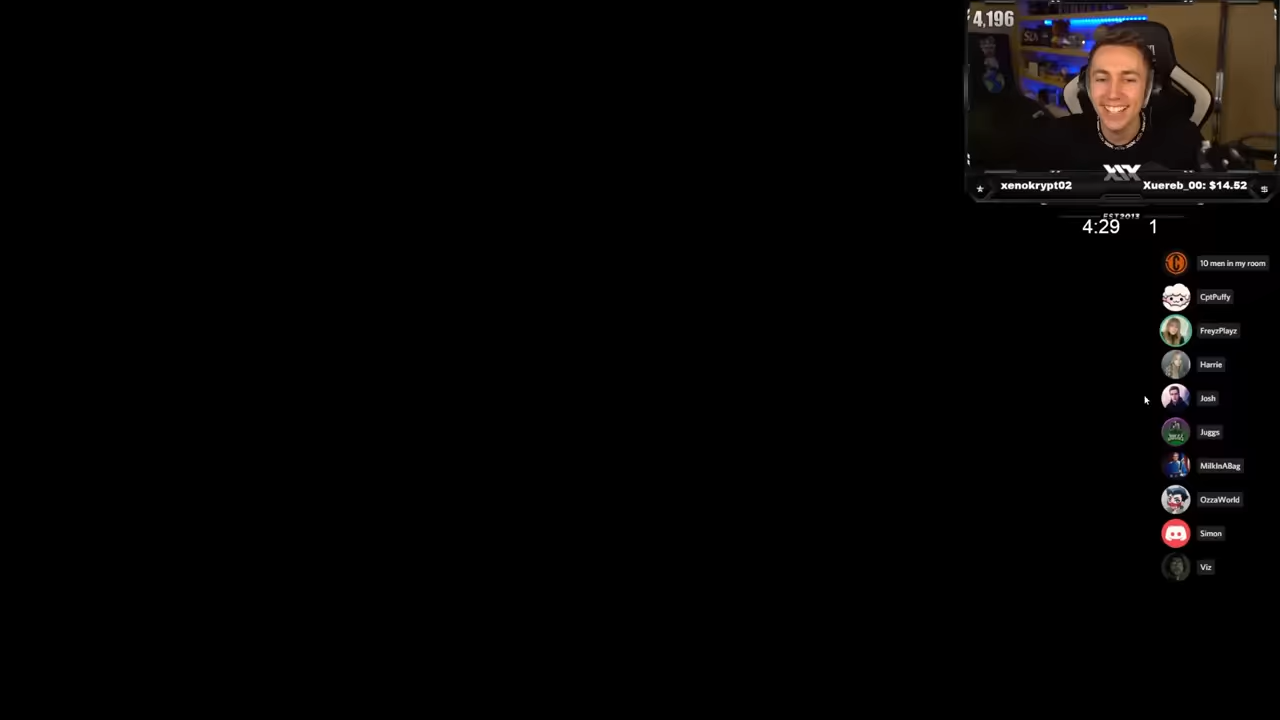 4,196
XIX
xenokrypt02
Xuereb_00: $14.52
EST2013
4:29
1
10 men in my room
CptPuffy
FreyzPlayz
Harrie
Josh
Juggs
MilkInABag
OzzaWorld
Simon
Viz